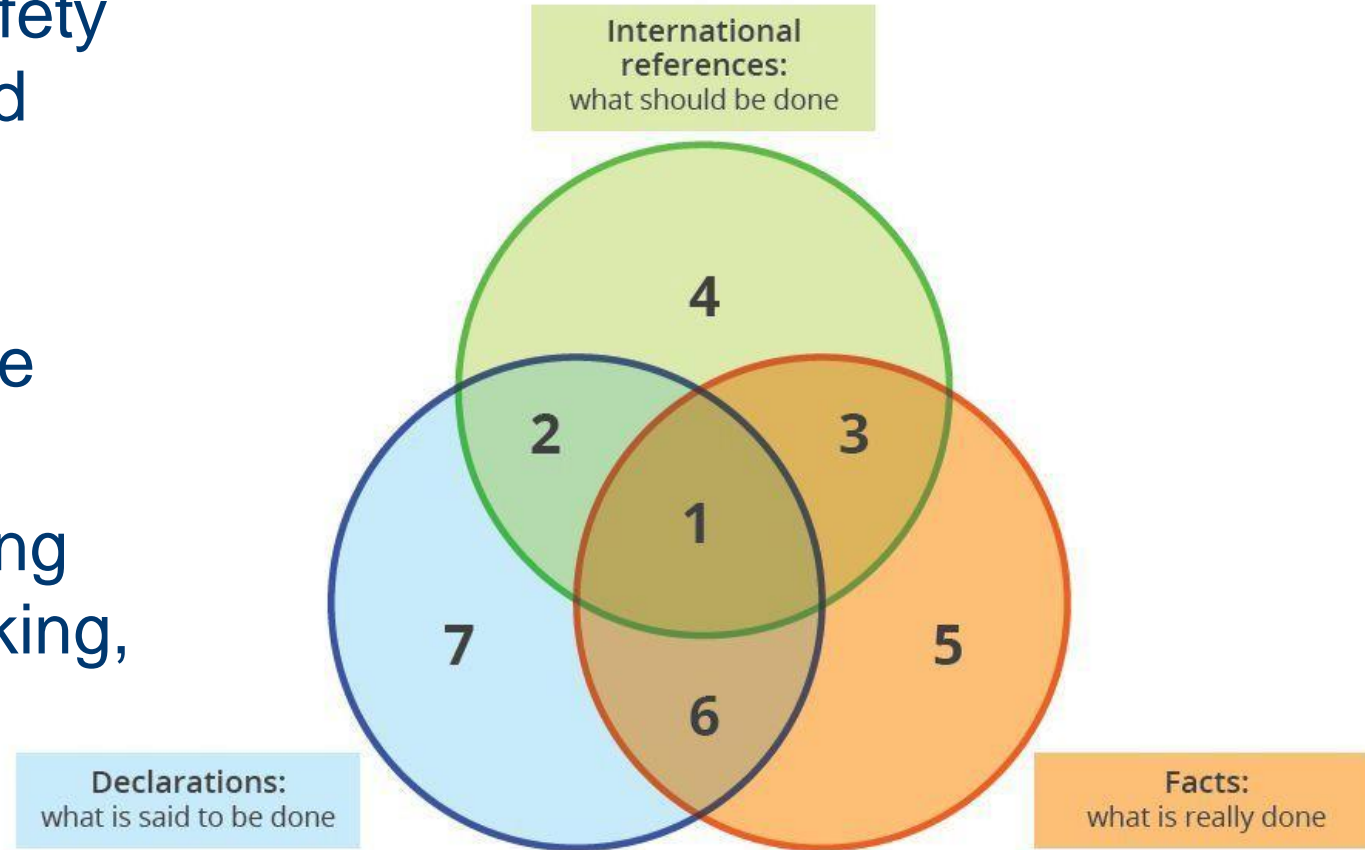 International
references:
what should be done
4
2
3
1
7
5
6
Declarations:
what is said to be done
Facts:
what is really done